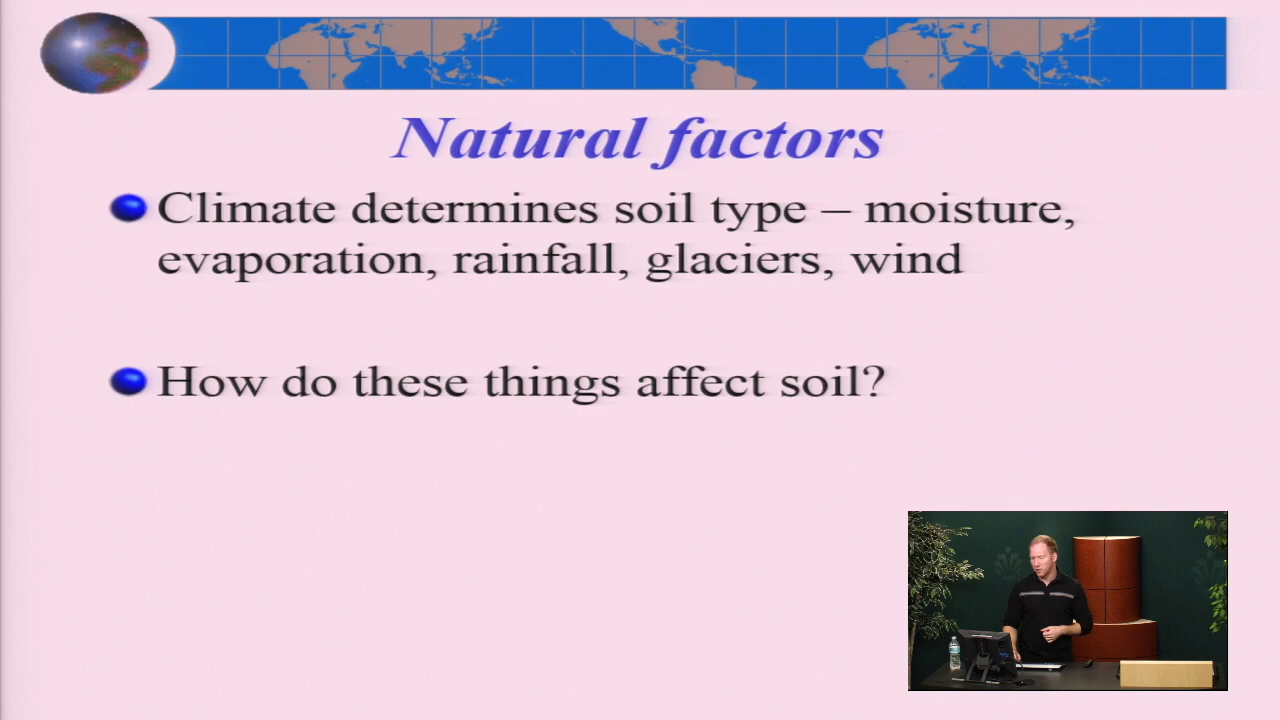 Natural factors
Climate determines soil type – moisture,
evaporation, rainfall, glaciers, wind
How do these things affect soil?